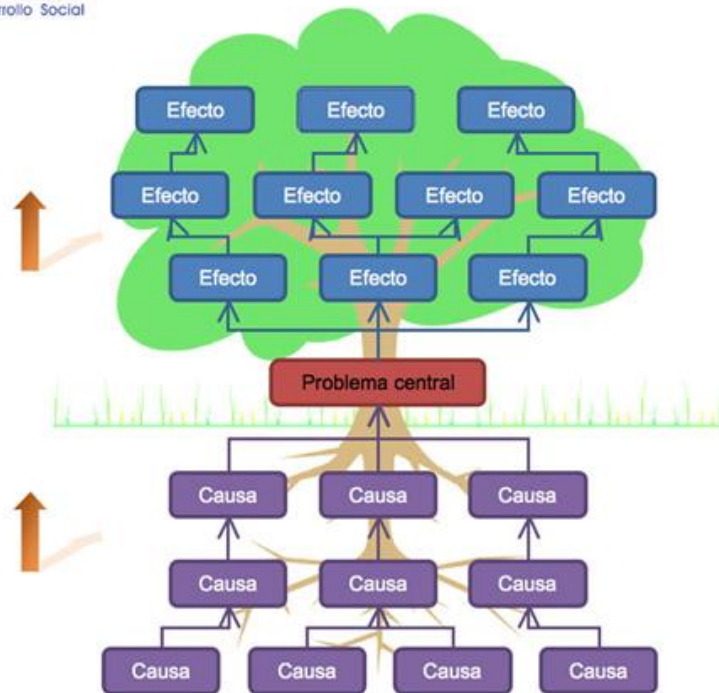 rrollo Social
Efecto Efecto Efecto
Efecto Efecto Efecto Efecto
Efecto Efecto Efecto
Problema central
Causa Causa Causa
Causa Causa Causa
Causa Causa Causa Causa